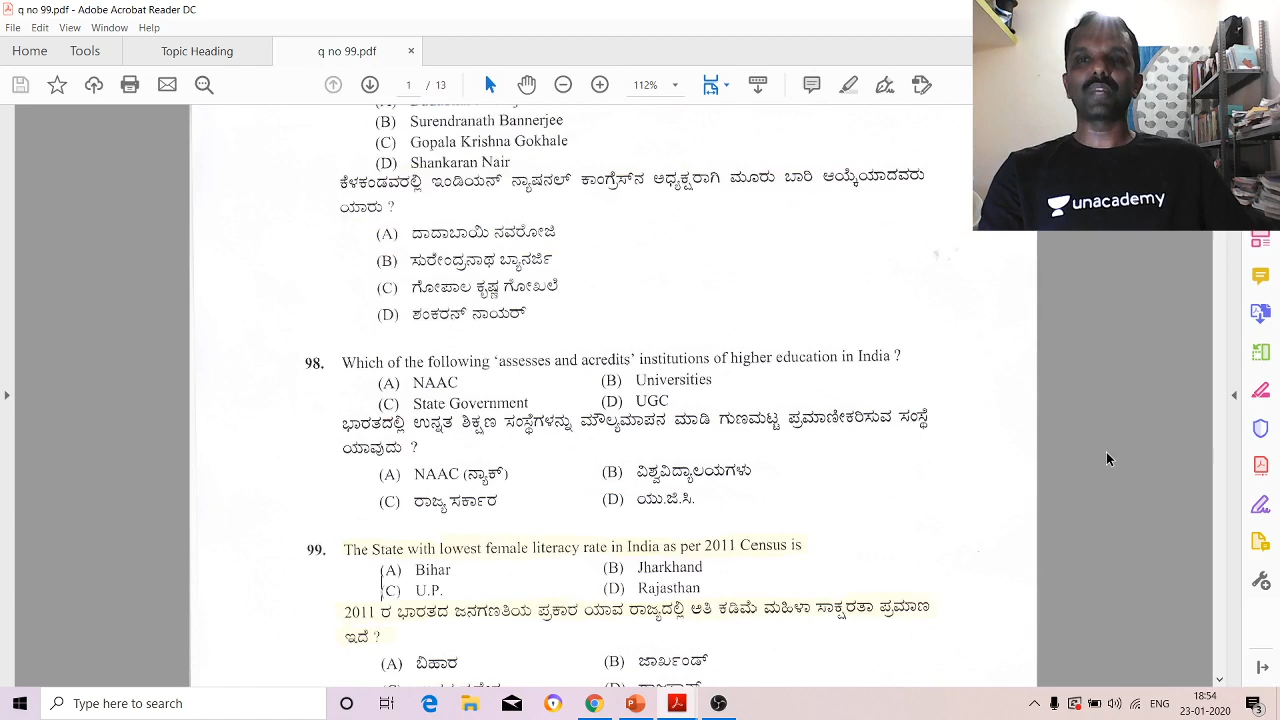 q no 99.pdf - Adobe Acrobat Reader DC
File Edit View Window Help
Home Tools Topic Heading q no 99.pdf ×
1 / 13 112%
(B) Surendranath Bannerjee
(C) Gopala Krishna Gokhale
(D) Shankaran Nair
ಕೆಳಕಂಡವರಲ್ಲಿ ಇಂಡಿಯನ್ ನ್ಯಾಷನಲ್ ಕಾಂಗ್ರೆಸ್‌ನ ಅಧ್ಯಕ್ಷರಾಗಿ ಮೂರು ಬಾರಿ ಆಯ್ಕೆಯಾದವರು
ಯಾರು ?
(A) ದಾದಾಬಾಯಿ ನವರೋಜಿ
(B) ಸುರೇಂದ್ರನಾಥ ಬ್ಯಾನರ್ಜಿ
(C) ಗೋಪಾಲ ಕೃಷ್ಣ ಗೋಖಲೆ
(D) ಶಂಕರನ್ ನಾಯರ್
98. Which of the following ‘assesses and acredits’ institutions of higher education in India ?
(A) NAAC (B) Universities
(C) State Government (D) UGC
ಭಾರತದಲ್ಲಿ ಉನ್ನತ ಶಿಕ್ಷಣ ಸಂಸ್ಥೆಗಳನ್ನು ಮೌಲ್ಯಮಾಪನ ಮಾಡಿ ಗುಣಮಟ್ಟ ಪ್ರಮಾಣೀಕರಿಸುವ ಸಂಸ್ಥೆ
ಯಾವುದು ?
(A) NAAC (ನ್ಯಾಕ್) (B) ವಿಶ್ವವಿದ್ಯಾಲಯಗಳು
(C) ರಾಜ್ಯ ಸರ್ಕಾರ (D) ಯು.ಜಿ.ಸಿ.
99. The State with lowest female literacy rate in India as per 2011 Census is
(A) Bihar (B) Jharkhand
(C) U.P. (D) Rajasthan
2011 ರ ಭಾರತದ ಜನಗಣತಿಯ ಪ್ರಕಾರ ಯಾವ ರಾಜ್ಯದಲ್ಲಿ ಅತಿ ಕಡಿಮೆ ಮಹಿಳಾ ಸಾಕ್ಷರತಾ ಪ್ರಮಾಣ
ಇದೆ ?
(A) ಬಿಹಾರ (B) ಜಾರ್ಖಂಡ್
unacademy
Type here to search
ENG 18:54
23-01-2020 3